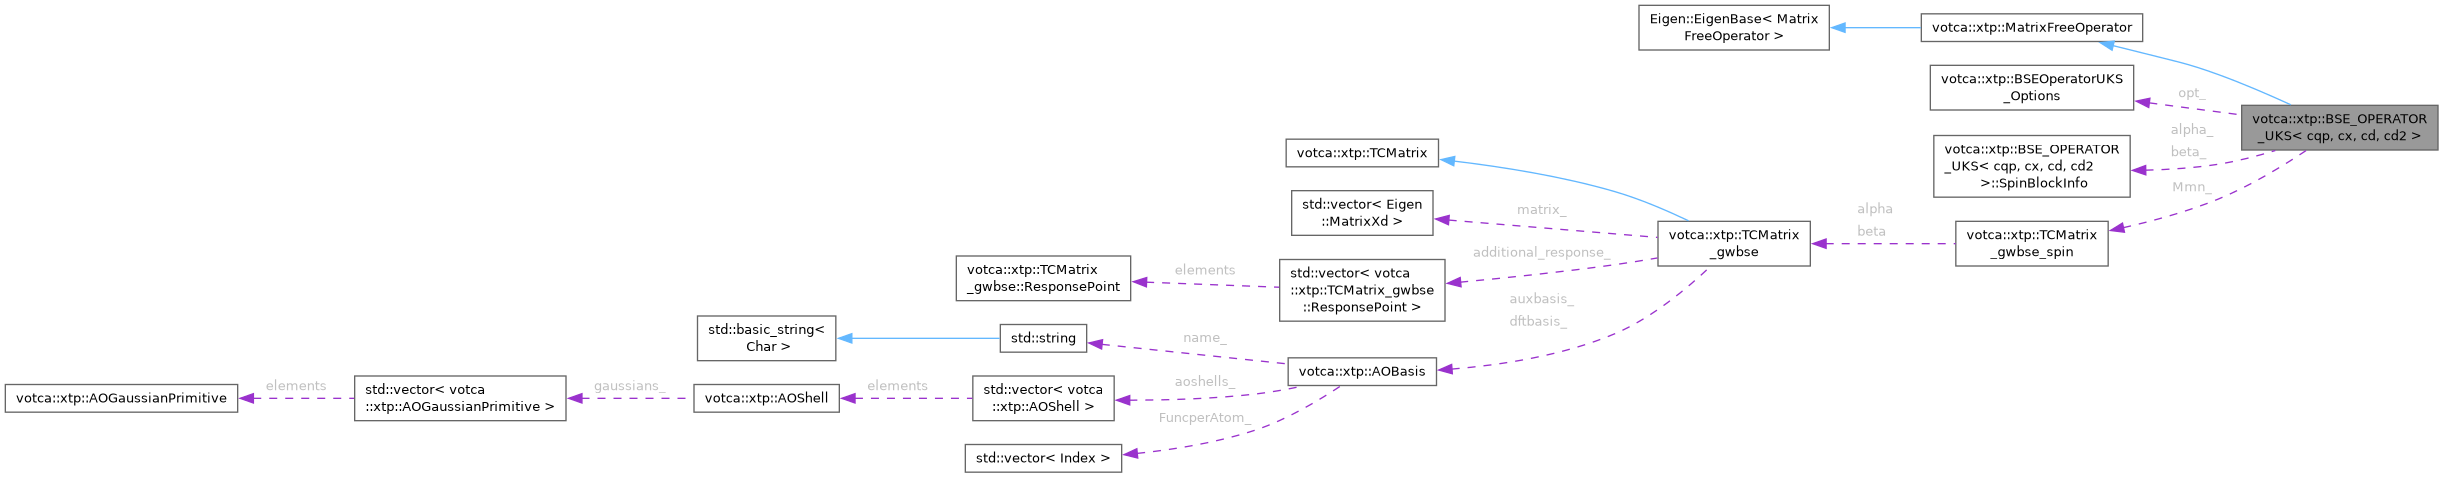 Eigen::EigenBase< Matrix
FreeOperator >
votca::xtp::MatrixFreeOperator
votca::xtp::BSEOperatorUKS
_Options
opt_
votca::xtp::BSE_OPERATOR
_UKS< cqp, cx, cd, cd2 >
alpha_
beta_
votca::xtp::BSE_OPERATOR
_UKS< cqp, cx, cd, cd2
>::SpinBlockInfo
votca::xtp::TCMatrix
Mmn_
std::vector< Eigen
::MatrixXd >
matrix_
alpha
beta
votca::xtp::TCMatrix
_gwbse
votca::xtp::TCMatrix
_gwbse_spin
additional_response_
votca::xtp::TCMatrix
_gwbse::ResponsePoint
elements
std::vector< votca
::xtp::TCMatrix_gwbse
::ResponsePoint >
auxbasis_
dftbasis_
std::basic_string<
Char >
std::string
name_
votca::xtp::AOBasis
votca::xtp::AOGaussianPrimitive
elements
std::vector< votca
::xtp::AOGaussianPrimitive >
gaussians_
votca::xtp::AOShell
elements
std::vector< votca
::xtp::AOShell >
aoshells_
FuncperAtom_
std::vector< Index >